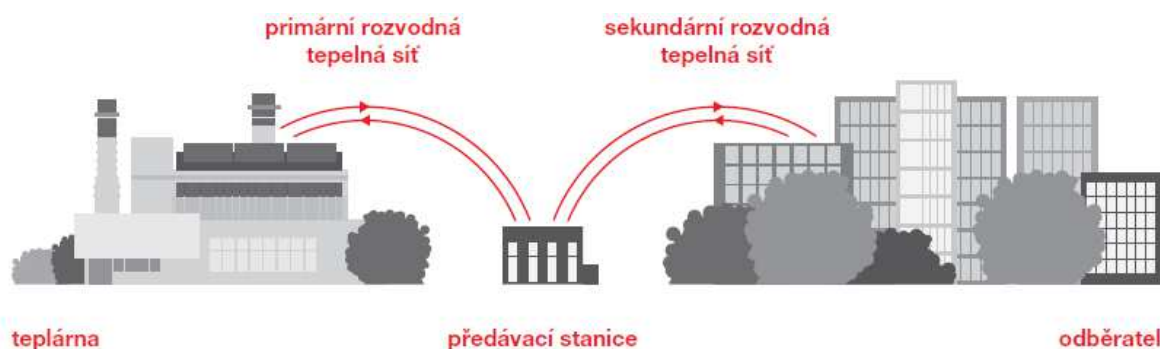 primární rozvodná
tepelná síť
sekundární rozvodná
tepelná síť
teplárna
předávací stanice
odběratel